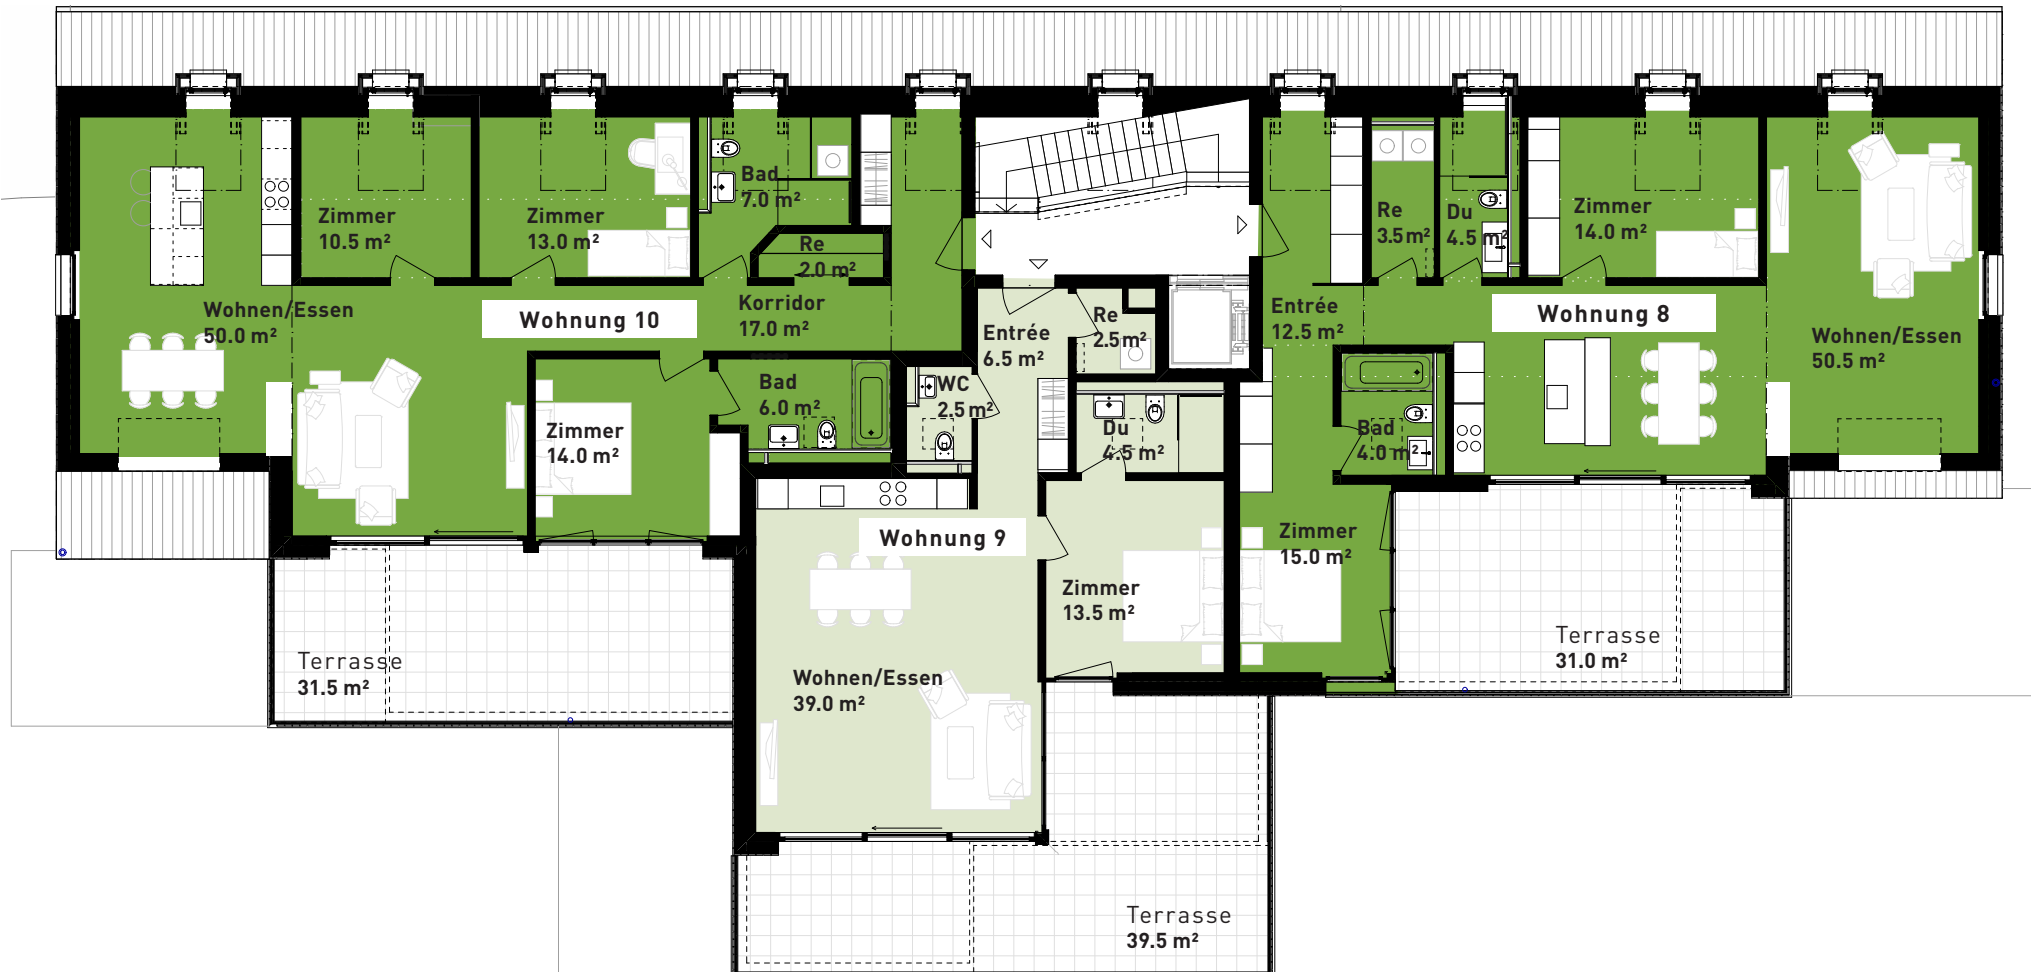 Wohnung 10
Wohnen/Essen
50.0 m²
Zimmer
10.5 m²
Zimmer
13.0 m²
Bad
7.0 m²
Re
2.0 m²
Korridor
17.0 m²
Zimmer
14.0 m²
Bad
6.0 m²
Terrasse
31.5 m²
Wohnung 9
Entrée
6.5 m²
Re
2.5 m²
WC
2.5 m²
Du
4.5 m²
Zimmer
13.5 m²
Wohnen/Essen
39.0 m²
Terrasse
39.5 m²
Wohnung 8
Entrée
12.5 m²
Re
3.5 m²
Du
4.5 m²
Zimmer
14.0 m²
Wohnen/Essen
50.5 m²
Bad
4.0 m²
Zimmer
15.0 m²
Terrasse
31.0 m²